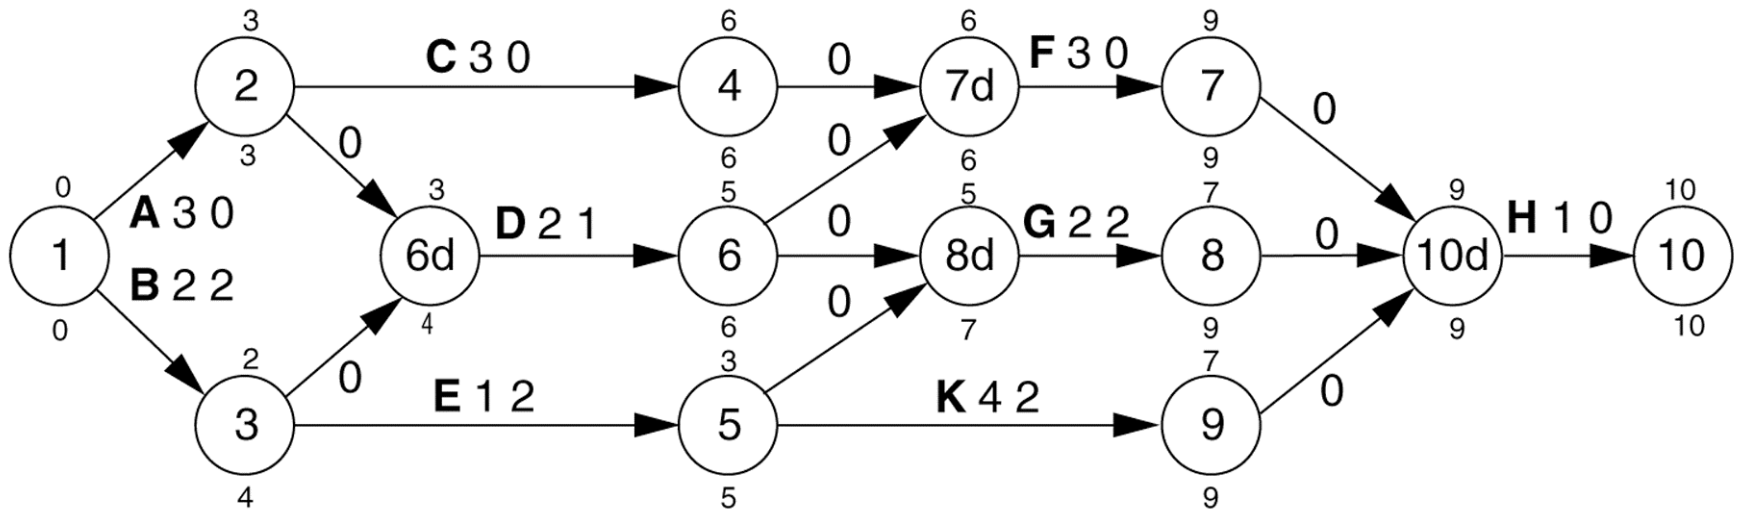 3 6 6 9
C 3 0 0 F 3 0
2 4 7d 7
0 0 0
3 6 6 9
0 3 5 5 7 9 10
A 3 0 D 2 1 0 G 2 2 0 H 1 0
1 6d 6 8d 8 10d 10
B 2 2 0
0 4 6 7 9 9 10
2 3 7
0 0
E 1 2 K 4 2
3 5 9
4 5 9